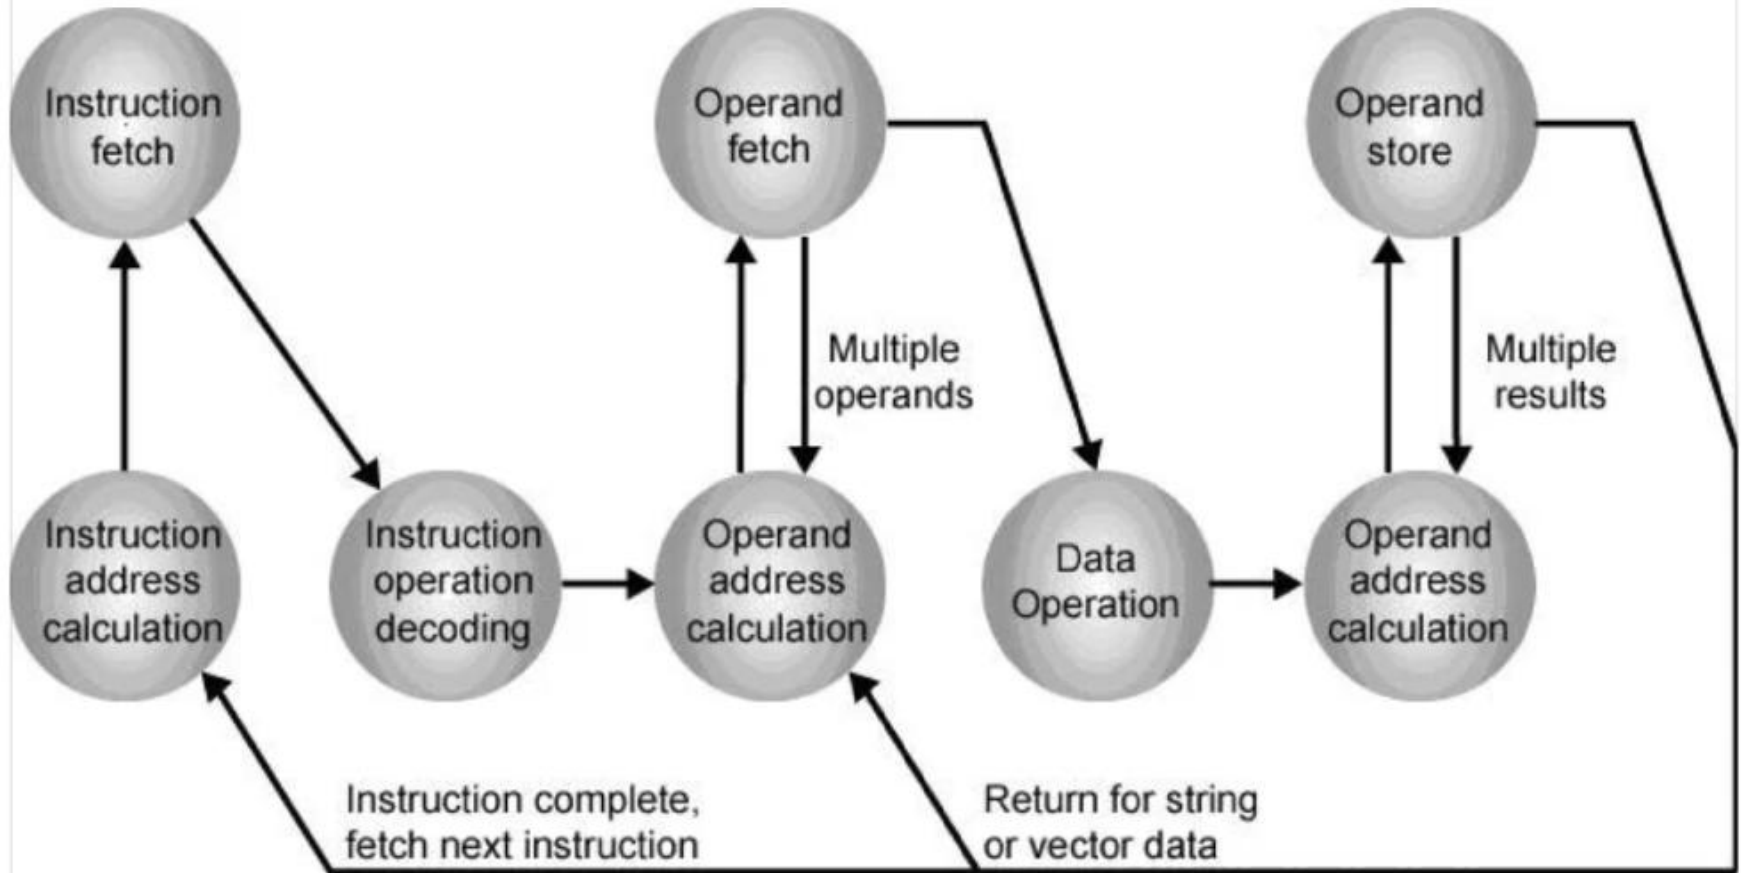 Instruction
fetch
Operand
fetch
Operand
store
Multiple
operands
Multiple
results
Instruction
address
calculation
Instruction
operation
decoding
Operand
address
calculation
Data
Operation
Operand
address
calculation
Instruction complete,
fetch next instruction
Return for string
or vector data